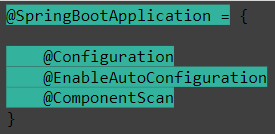 @SpringBootApplication = {
@Configuration
@EnableAutoConfiguration
@ComponentScan
}